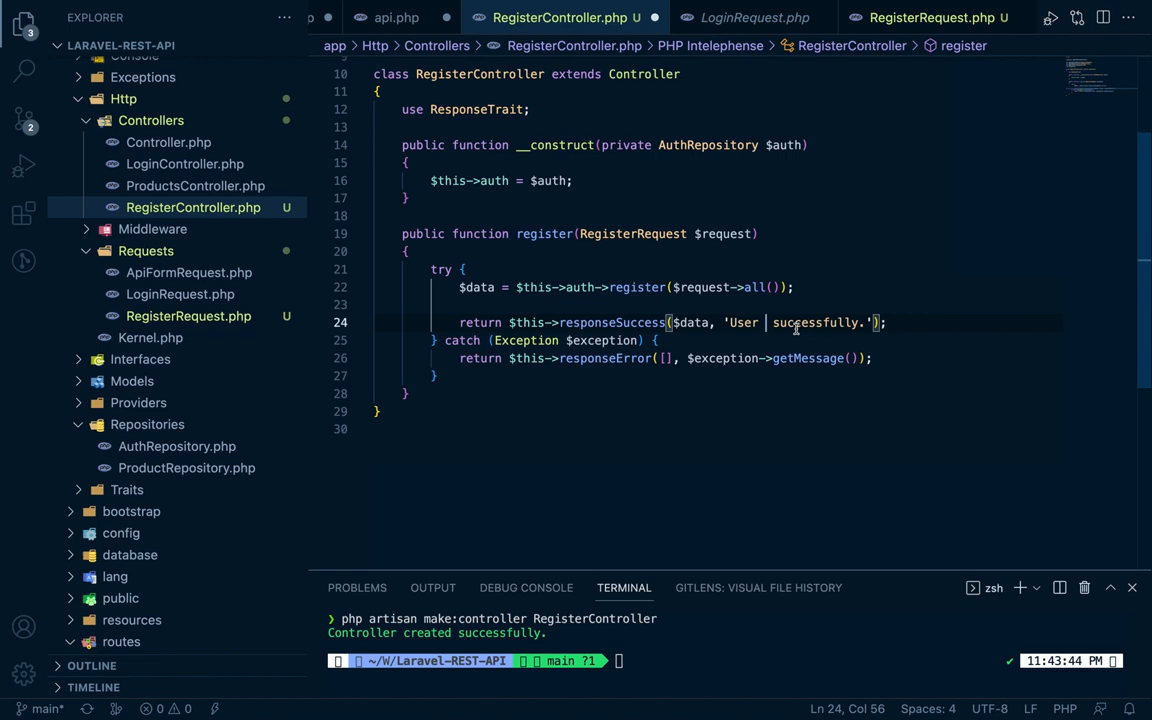 EXPLORER
LARAVEL-REST-API
Exceptions
Http
Controllers
Controller.php
LoginController.php
ProductsController.php
RegisterController.php U
Middleware
Requests
ApiFormRequest.php
LoginRequest.php
RegisterRequest.php U
Kernel.php
Interfaces
Models
Providers
Repositories
AuthRepository.php
ProductRepository.php
Traits
bootstrap
config
database
lang
public
resources
routes
OUTLINE
TIMELINE
3
2
api.php
RegisterController.php U
LoginRequest.php
RegisterRequest.php U
app > Http > Controllers > RegisterController.php > PHP Intelephense > RegisterController > register
10 class RegisterController extends Controller
11 {
12 use ResponseTrait;
13
14 public function __construct(private AuthRepository $auth)
15 {
16 $this->auth = $auth;
17 }
18
19 public function register(RegisterRequest $request)
20 {
21 try {
22 $data = $this->auth->register($request->all());
23
24 return $this->responseSuccess($data, 'User  successfully.');
25 } catch (Exception $exception) {
26 return $this->responseError([], $exception->getMessage());
27 }
28 }
29 }
30
PROBLEMS OUTPUT DEBUG CONSOLE TERMINAL GITLENS: VISUAL FILE HISTORY
zsh
❯ php artisan make:controller RegisterController
Controller created successfully.
~/W/Laravel-REST-API main ?1
✔ 11:43:44 PM
main* 0 0
Ln 24, Col 56 Spaces: 4 UTF-8 LF PHP